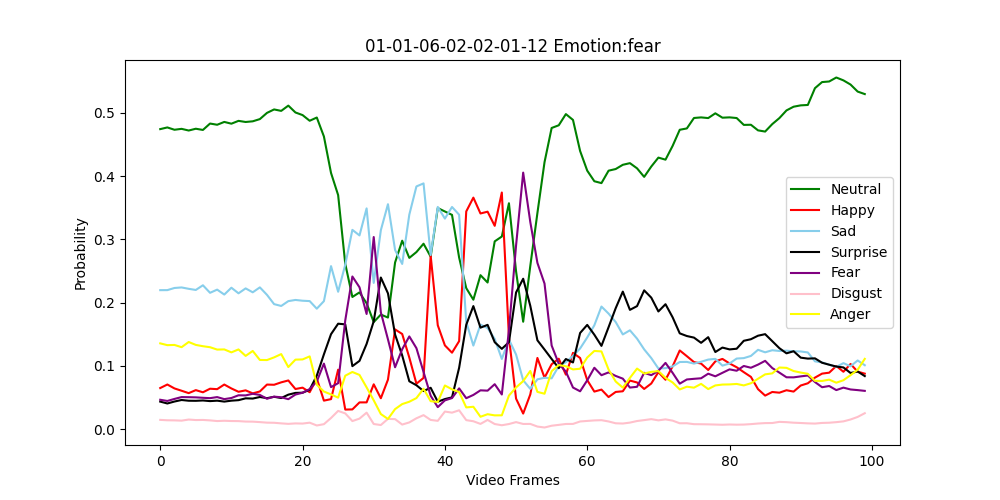 01-01-06-02-02-01-12 Emotion:fear
Probability
0.5
0.4
0.3
0.2
0.1
0.0
Neutral
Happy
Sad
Surprise
Fear
Disgust
Anger
0 20 40 60 80 100
Video Frames